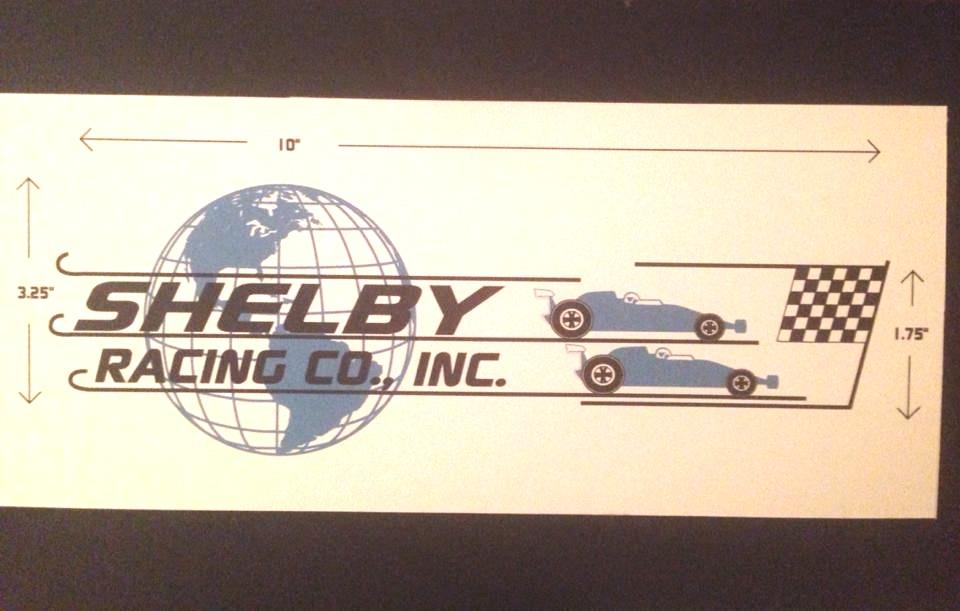 10"
3.25"
SHELBY
1.75"
RACING CO., INC.